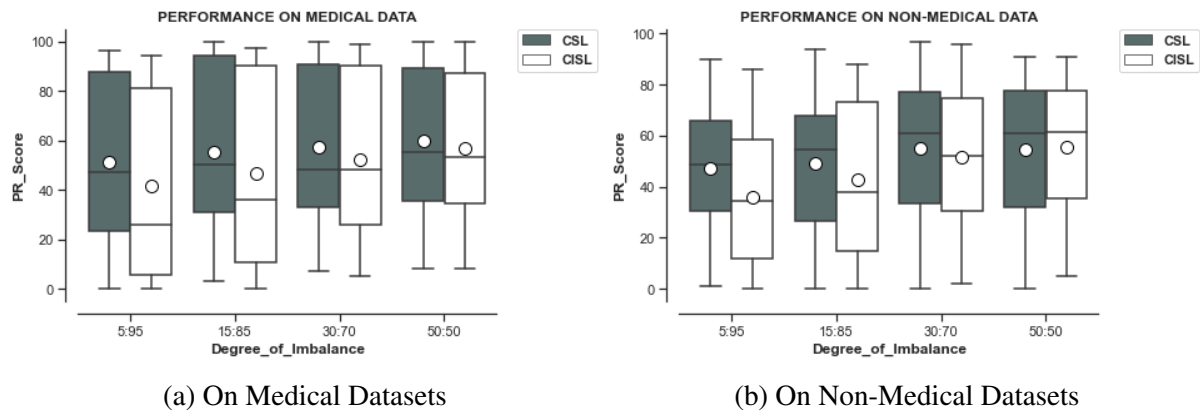 PERFORMANCE ON MEDICAL DATA
CSL
CISL
100
80
60
40
20
0
PR_Score
5:95 15:85 30:70 50:50
Degree_of_Imbalance
(a) On Medical Datasets
PERFORMANCE ON NON-MEDICAL DATA
CSL
CISL
100
80
60
40
20
0
PR_Score
5:95 15:85 30:70 50:50
Degree_of_Imbalance
(b) On Non-Medical Datasets